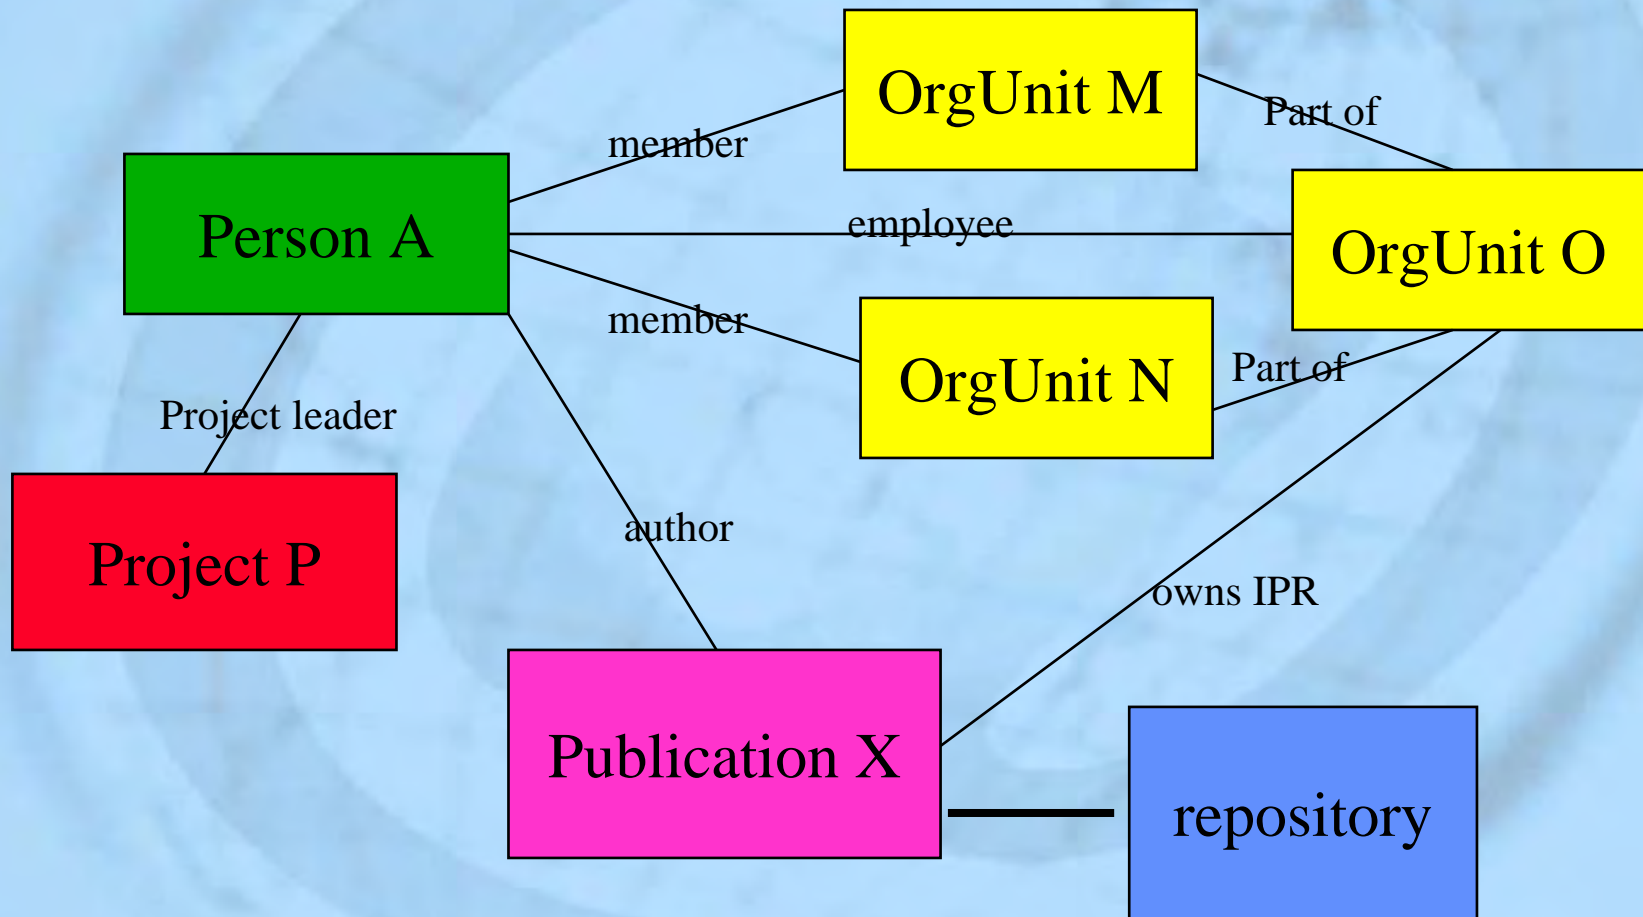 OrgUnit M
Part of
member
Person A
employee
OrgUnit O
member
OrgUnit N
Part of
Project leader
author
Project P
owns IPR
Publication X
repository